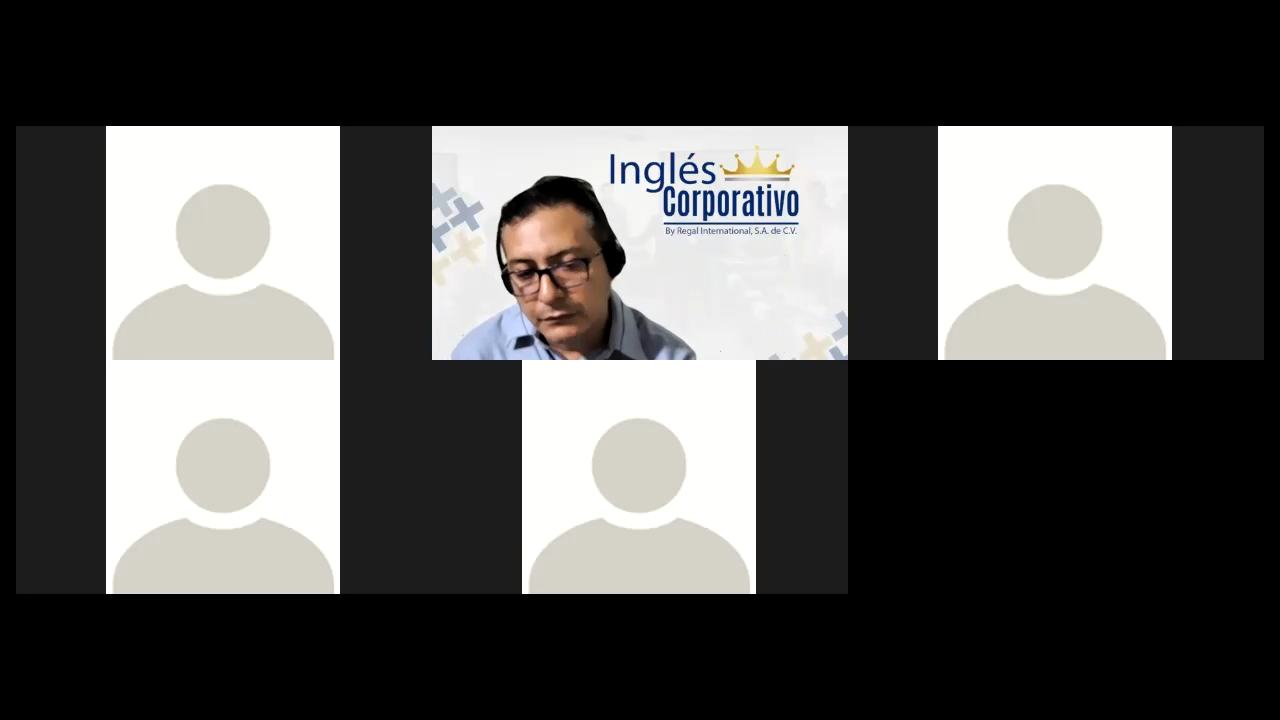 Inglés
Corporativo
By Regal International, S.A. de C.V.